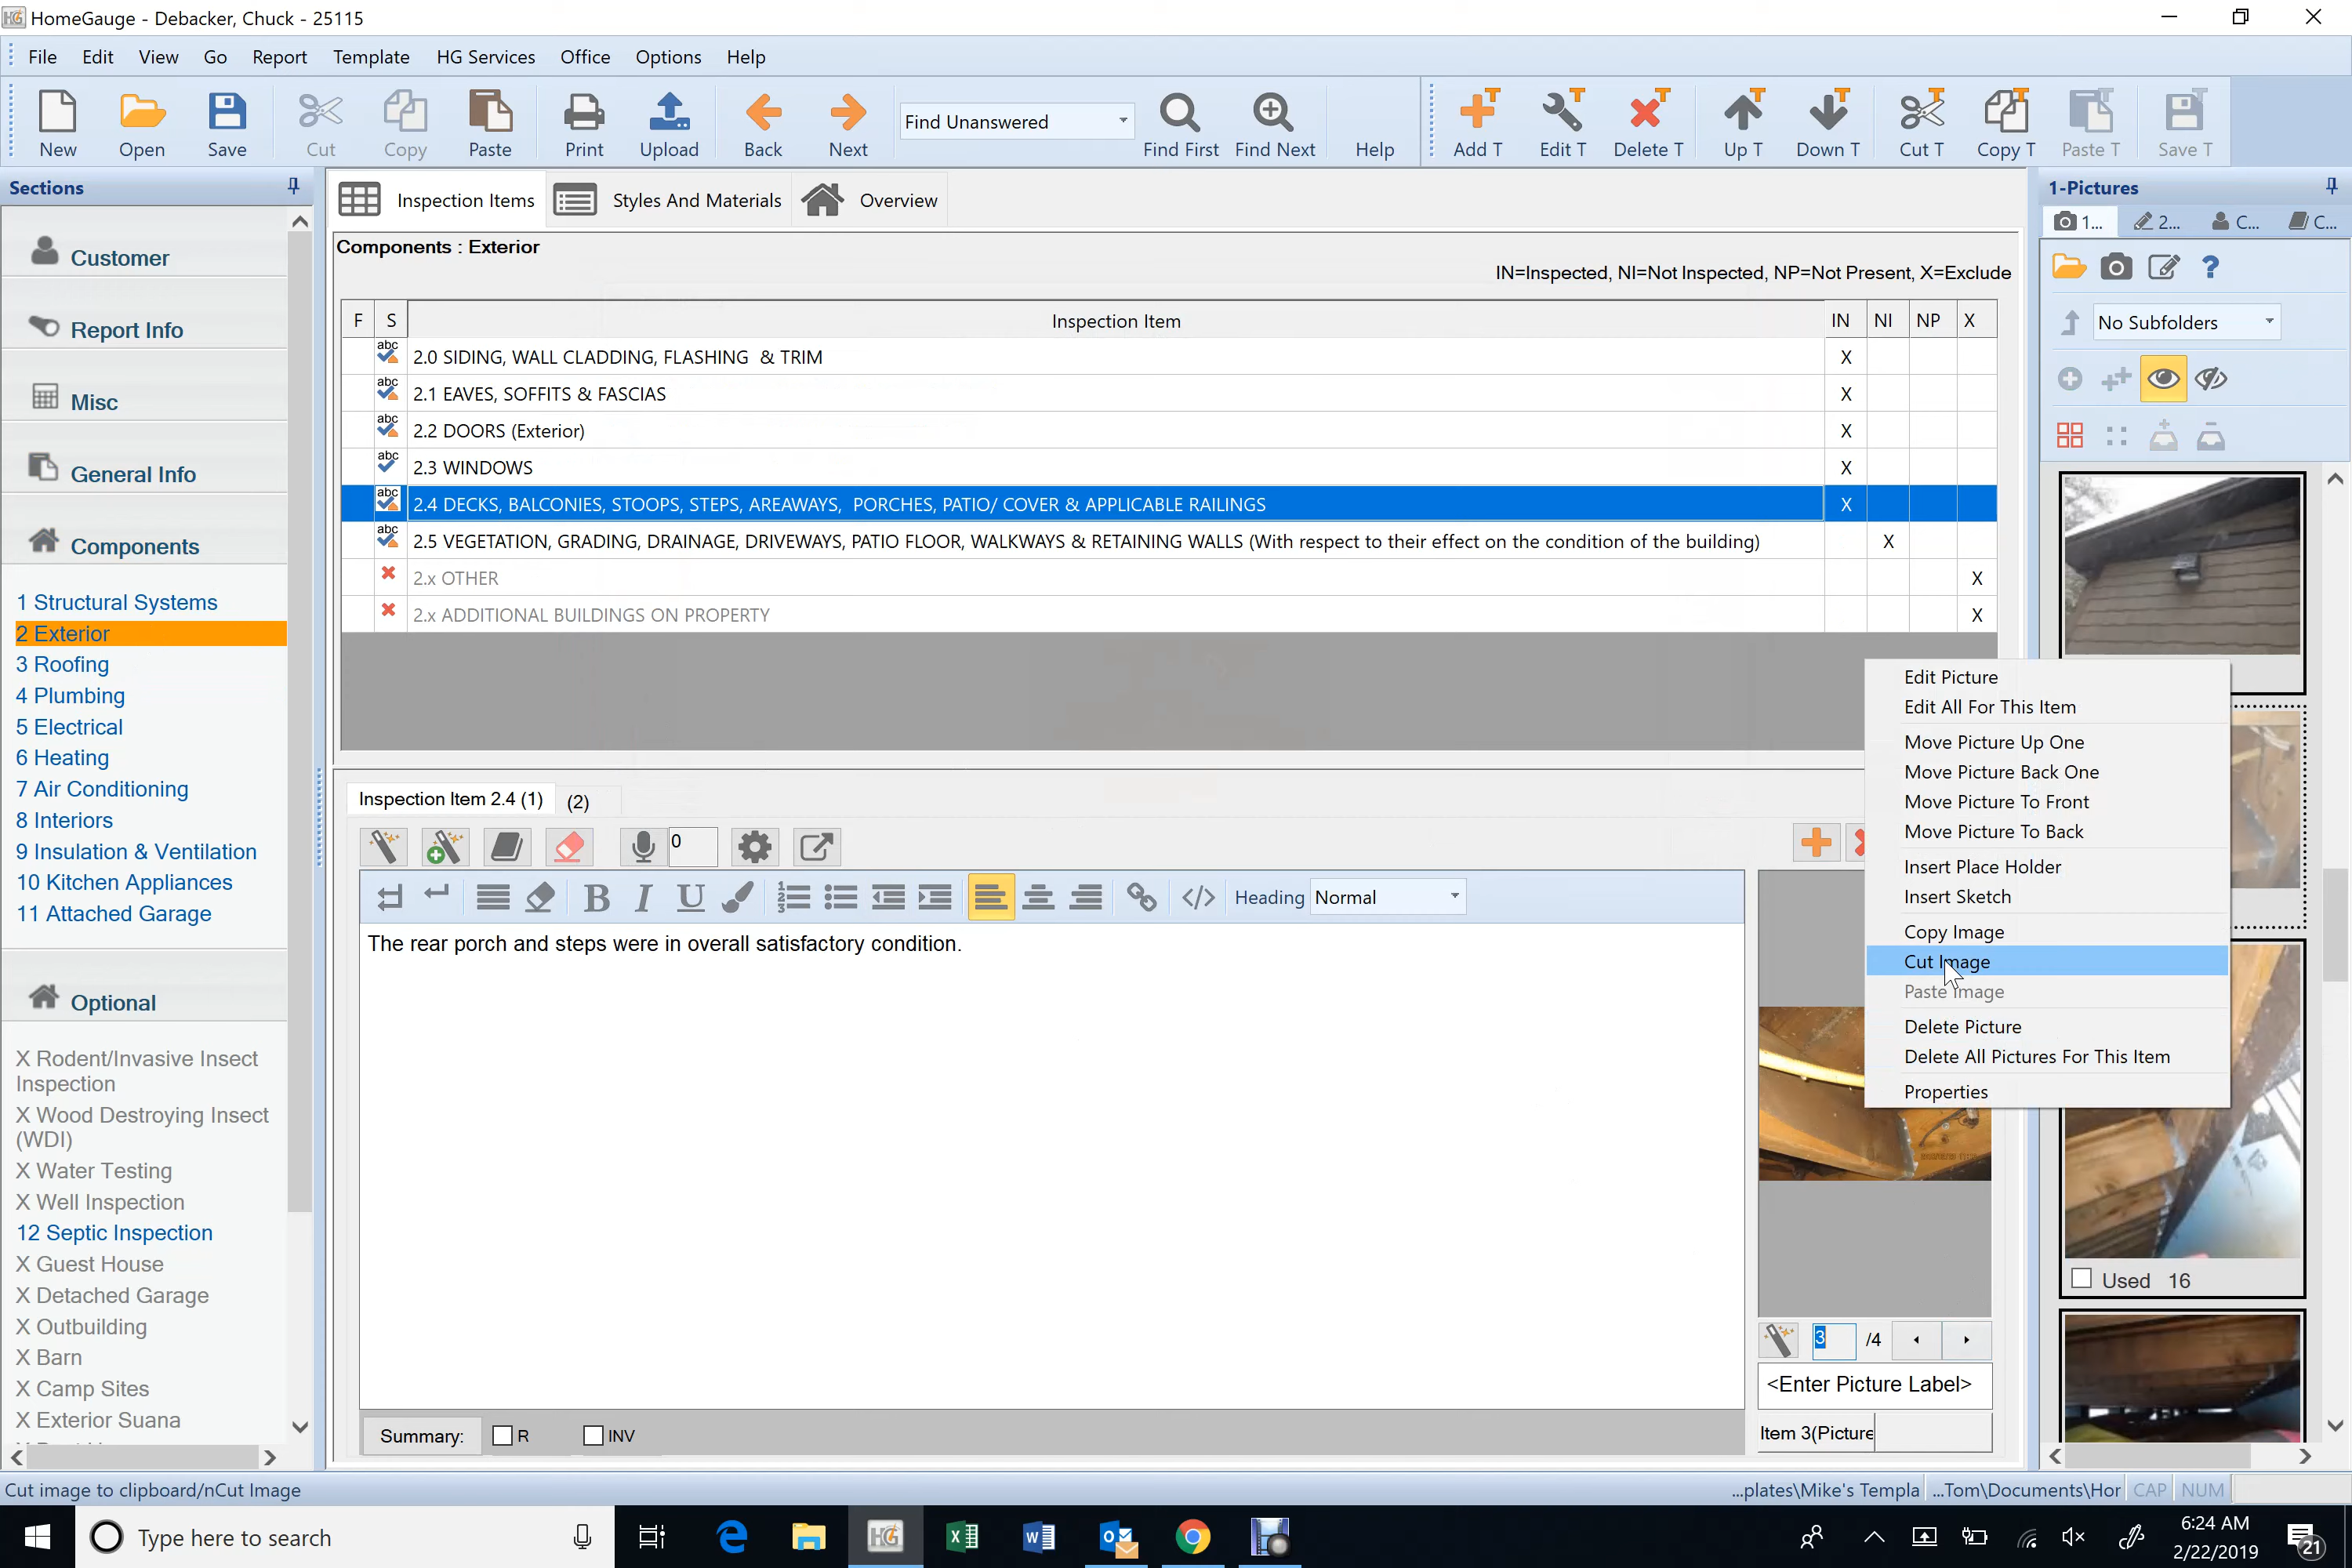 HomeGauge - Debacker, Chuck - 25115
File Edit View Go Report Template HG Services Office Options Help
New Open Save Cut Copy Paste Print Upload Back Next Find Unanswered Find First Find Next Help Add T Edit T Delete T Up T Down T Cut T Copy T Paste T Save T
Sections
Customer
Report Info
Misc
General Info
Components
1 Structural Systems
2 Exterior
3 Roofing
4 Plumbing
5 Electrical
6 Heating
7 Air Conditioning
8 Interiors
9 Insulation & Ventilation
10 Kitchen Appliances
11 Attached Garage
Optional
X Rodent/Invasive Insect
Inspection
X Wood Destroying Insect
(WDI)
X Water Testing
X Well Inspection
12 Septic Inspection
X Guest House
X Detached Garage
X Outbuilding
X Barn
X Camp Sites
X Exterior Suana
Inspection Items Styles And Materials Overview
Components : Exterior
IN=Inspected, NI=Not Inspected, NP=Not Present, X=Exclude
F S Inspection Item IN NI NP X
abc 2.0 SIDING, WALL CLADDING, FLASHING & TRIM X
abc 2.1 EAVES, SOFFITS & FASCIAS X
abc 2.2 DOORS (Exterior) X
abc 2.3 WINDOWS X
abc 2.4 DECKS, BALCONIES, STOOPS, STEPS, AREAWAYS, PORCHES, PATIO/ COVER & APPLICABLE RAILINGS X
abc 2.5 VEGETATION, GRADING, DRAINAGE, DRIVEWAYS, PATIO FLOOR, WALKWAYS & RETAINING WALLS (With respect to their effect on the condition of the building) X
2.x OTHER X
2.x ADDITIONAL BUILDINGS ON PROPERTY X
Inspection Item 2.4 (1) (2)
0
B I U Heading Normal
The rear porch and steps were in overall satisfactory condition.
Summary: R INV
3 /4
<Enter Picture Label>
Item 3(Picture
1-Pictures
1... 2... C... C...
No Subfolders
Edit Picture
Edit All For This Item
Move Picture Up One
Move Picture Back One
Move Picture To Front
Move Picture To Back
Insert Place Holder
Insert Sketch
Copy Image
Cut Image
Paste Image
Delete Picture
Delete All Pictures For This Item
Properties
Used 16
Cut image to clipboard/nCut Image
...plates\Mike's Templa ...Tom\Documents\Hor CAP NUM
Type here to search
6:24 AM
2/22/2019
21